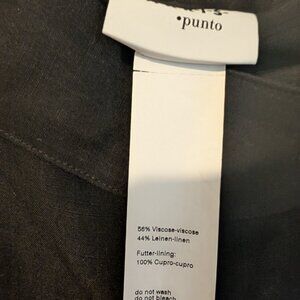 •punto
56% Viscose-viscose
44% Leinen-linen
Futter-lining:
100% Cupro-cupro
do not wash
do not bleach